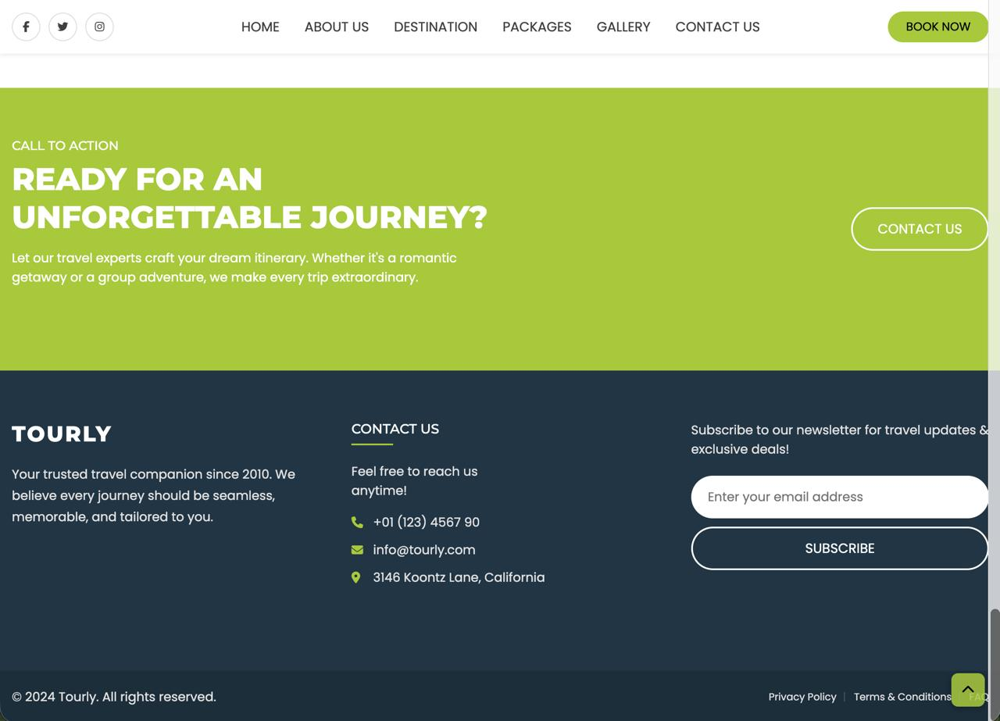 HOME ABOUT US DESTINATION PACKAGES GALLERY CONTACT US BOOK NOW
CALL TO ACTION
READY FOR AN
UNFORGETTABLE JOURNEY?
Let our travel experts craft your dream itinerary. Whether it's a romantic
getaway or a group adventure, we make every trip extraordinary.
CONTACT US
TOURLY
Your trusted travel companion since 2010. We
believe every journey should be seamless,
memorable, and tailored to you.
CONTACT US
Feel free to reach us
anytime!
+01 (123) 4567 90
info@tourly.com
3146 Koontz Lane, California
Subscribe to our newsletter for travel updates &
exclusive deals!
Enter your email address
SUBSCRIBE
© 2024 Tourly. All rights reserved.
Privacy Policy | Terms & Conditions FAQ